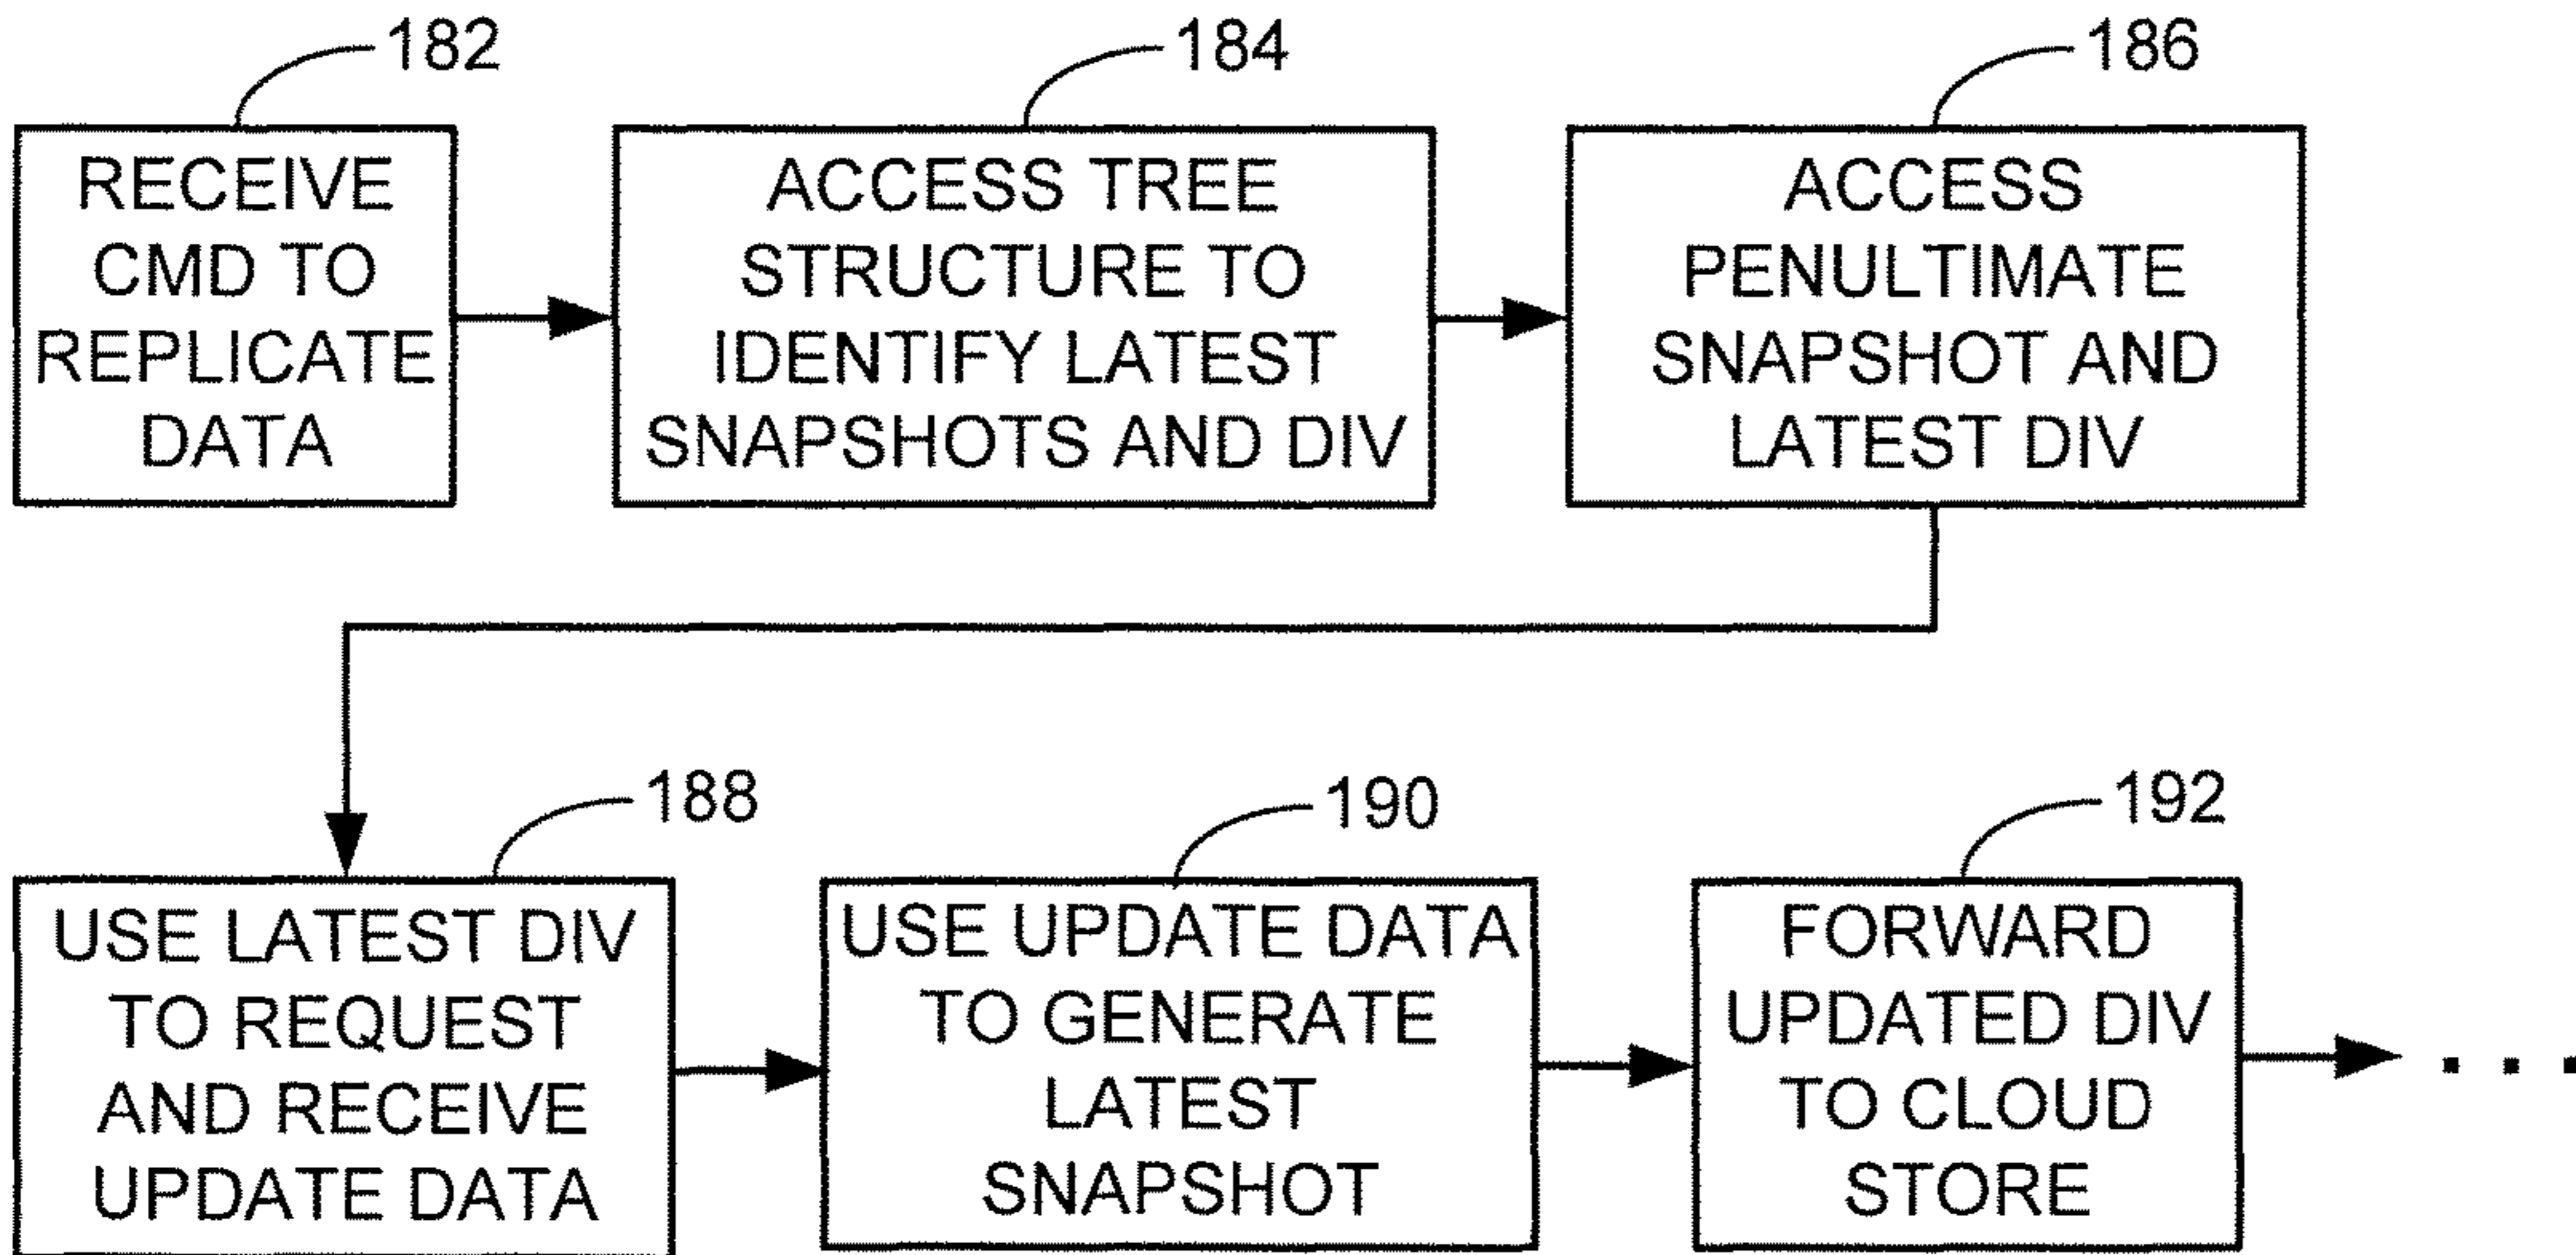 182
RECEIVE
CMD TO
REPLICATE
DATA
184
ACCESS TREE
STRUCTURE TO
IDENTIFY LATEST
SNAPSHOTS AND DIV
186
ACCESS
PENULTIMATE
SNAPSHOT AND
LATEST DIV
188
USE LATEST DIV
TO REQUEST
AND RECEIVE
UPDATE DATA
190
USE UPDATE DATA
TO GENERATE
LATEST
SNAPSHOT
192
FORWARD
UPDATED DIV
TO CLOUD
STORE
. . .